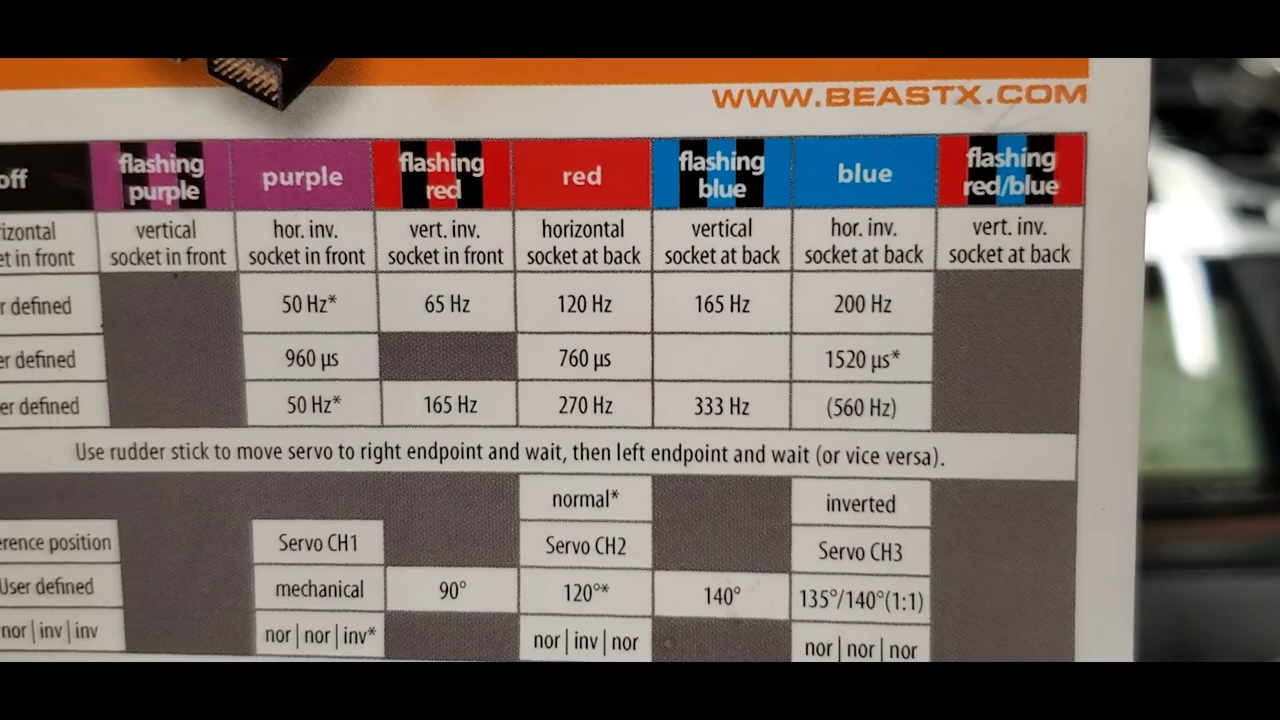 WWW.BEASTX.COM
off flashing purple purple flashing red red flashing blue blue flashing red/blue
vertical hor. inv. vert. inv. horizontal vertical hor. inv. vert. inv.
in front socket in front socket in front socket in front socket at back socket at back socket at back socket at back
defined 50 Hz* 65 Hz 120 Hz 165 Hz 200 Hz
defined 960 µs 760 µs 1520 µs*
defined 50 Hz* 165 Hz 270 Hz 333 Hz (560 Hz)
Use rudder stick to move servo to right endpoint and wait, then left endpoint and wait (or vice versa).
normal* inverted
position Servo CH1 Servo CH2 Servo CH3
User defined mechanical 90° 120°* 140° 135°/140°(1:1)
nor | inv | inv nor | nor | inv* nor | inv | nor nor | nor | nor